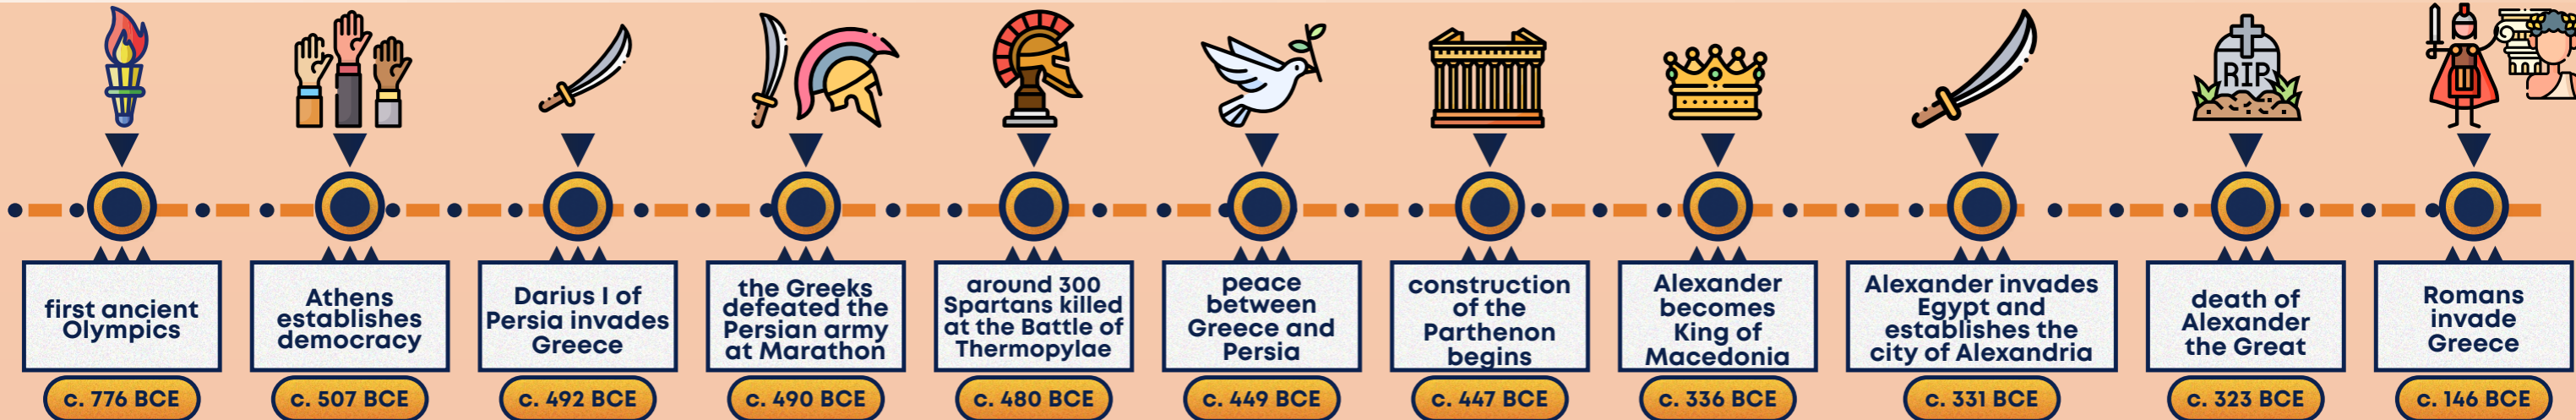 RIP
first ancient
Olympics
c. 776 BCE
Athens
establishes
democracy
c. 507 BCE
Darius I of
Persia invades
Greece
c. 492 BCE
the Greeks
defeated the
Persian army
at Marathon
c. 490 BCE
around 300
Spartans killed
at the Battle of
Thermopylae
c. 480 BCE
peace
between
Greece and
Persia
c. 449 BCE
construction
of the
Parthenon
begins
c. 447 BCE
Alexander
becomes
King of
Macedonia
c. 336 BCE
Alexander invades
Egypt and
establishes the
city of Alexandria
c. 331 BCE
death of
Alexander
the Great
c. 323 BCE
Romans
invade
Greece
c. 146 BCE